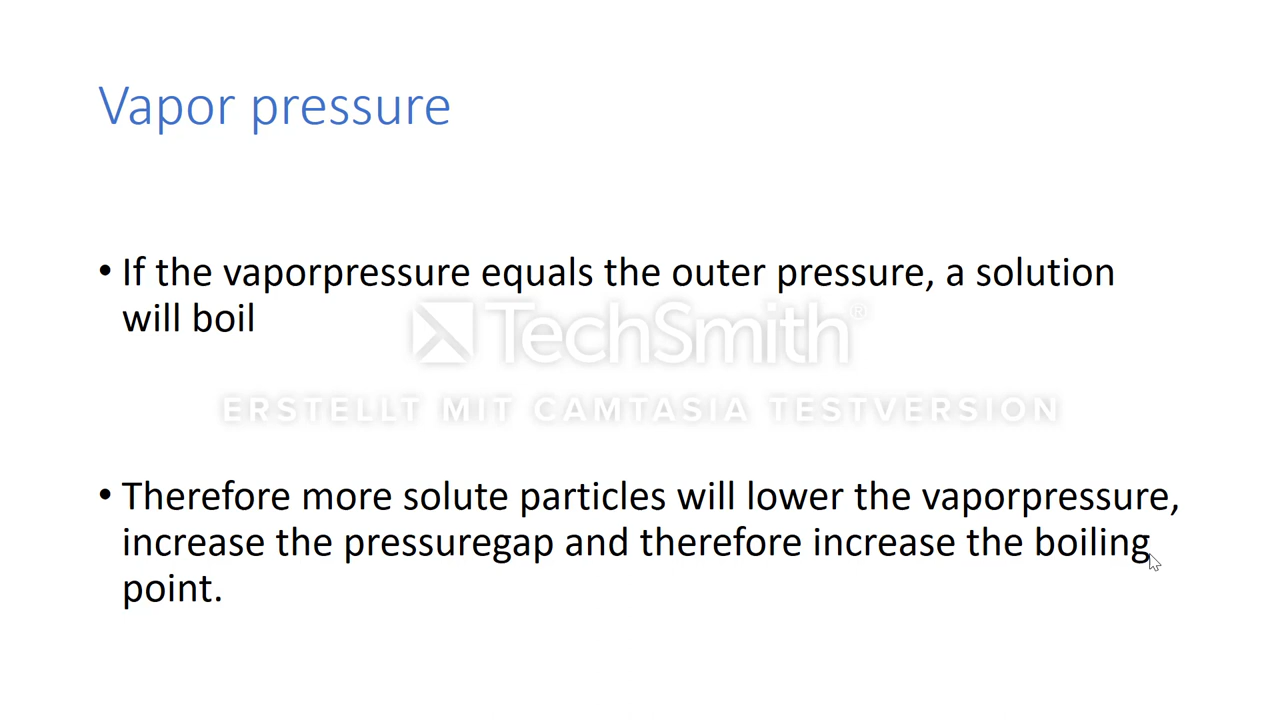 Vapor pressure
• If the vaporpressure equals the outer pressure, a solution
will boil
TechSmith®
ERSTELLT MIT CAMTASIA TESTVERSION
• Therefore more solute particles will lower the vaporpressure,
increase the pressuregap and therefore increase the boiling
point.